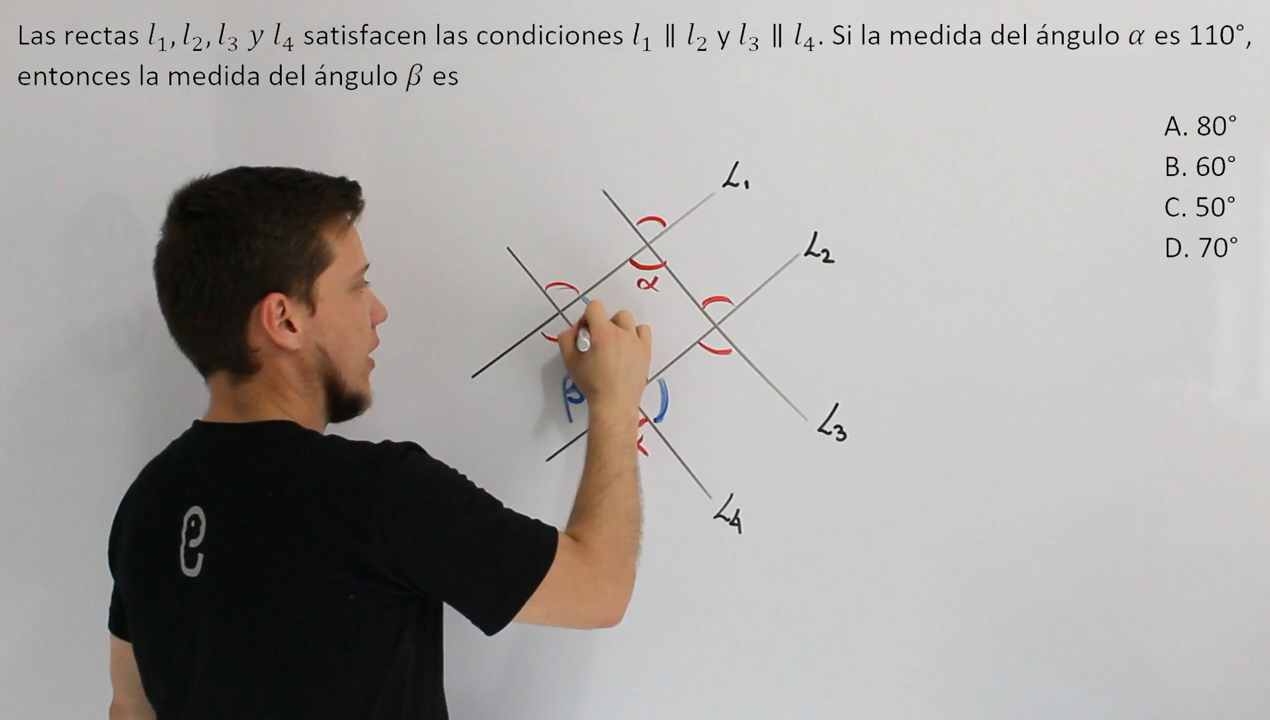 Las rectas l₁, l₂, l₃ y l₄ satisfacen las condiciones l₁ ∥ l₂ y l₃ ∥ l₄. Si la medida del ángulo α es 110°,
entonces la medida del ángulo β es
A. 80°
B. 60°
C. 50°
D. 70°
L₁
L₂
α
β
L₃
L₄
e